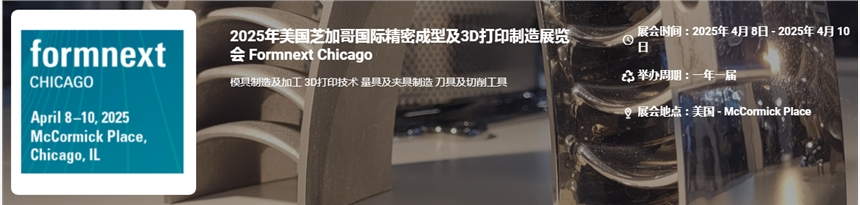 formnext
CHICAGO
April 8–10, 2025
McCormick Place,
Chicago, IL
2025年美国芝加哥国际精密成型及3D打印制造展览
会 Formnext Chicago
模具制造及加工 3D打印技术 量具及夹具制造 刀具及切削工具
展会时间：2025年 4月 8日 - 2025年 4月 10
日
举办周期：一年一届
展会地点：美国 - McCormick Place